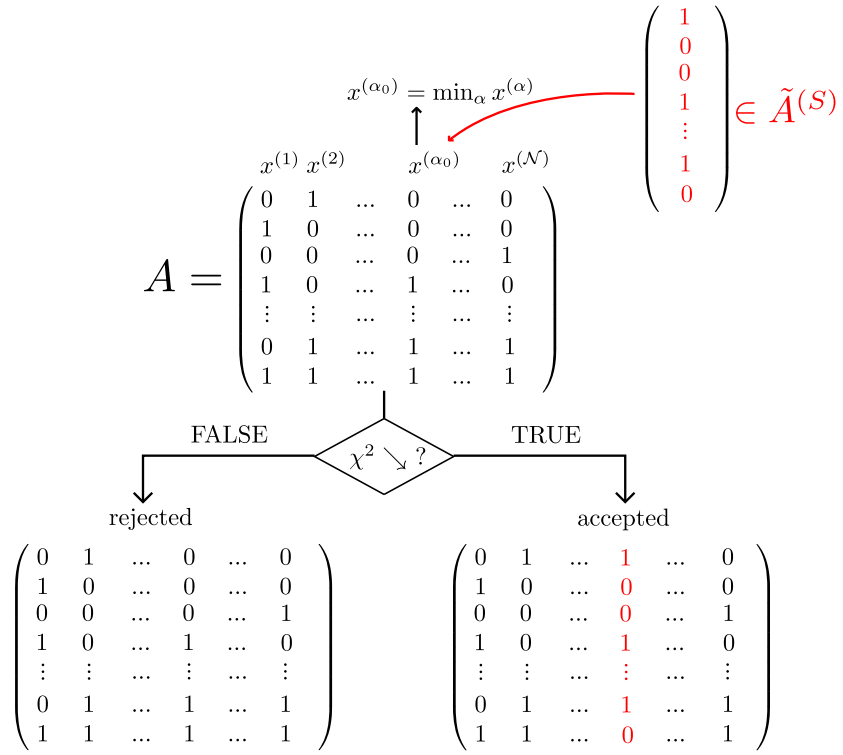 1
0
0
x^{(α_0)} = min_α x^{(α)}
1
∈ Ã^{(S)}
⋮
x^{(1)} x^{(2)} x^{(α_0)} x^{(𝒩)}
1
0
0 1 ... 0 ... 0
1 0 ... 0 ... 0
0 0 ... 0 ... 1
A =
1 0 ... 1 ... 0
⋮ ⋮ ... ⋮ ... ⋮
0 1 ... 1 ... 1
1 1 ... 1 ... 1
FALSE
TRUE
χ² ↘ ?
rejected
accepted
0 1 ... 0 ... 0
1 0 ... 0 ... 0
0 0 ... 0 ... 1
1 0 ... 1 ... 0
⋮ ⋮ ... ⋮ ... ⋮
0 1 ... 1 ... 1
1 1 ... 1 ... 1
0 1 ... 1 ... 0
1 0 ... 0 ... 0
0 0 ... 0 ... 1
1 0 ... 1 ... 0
⋮ ⋮ ... ⋮ ... ⋮
0 1 ... 1 ... 1
1 1 ... 0 ... 1